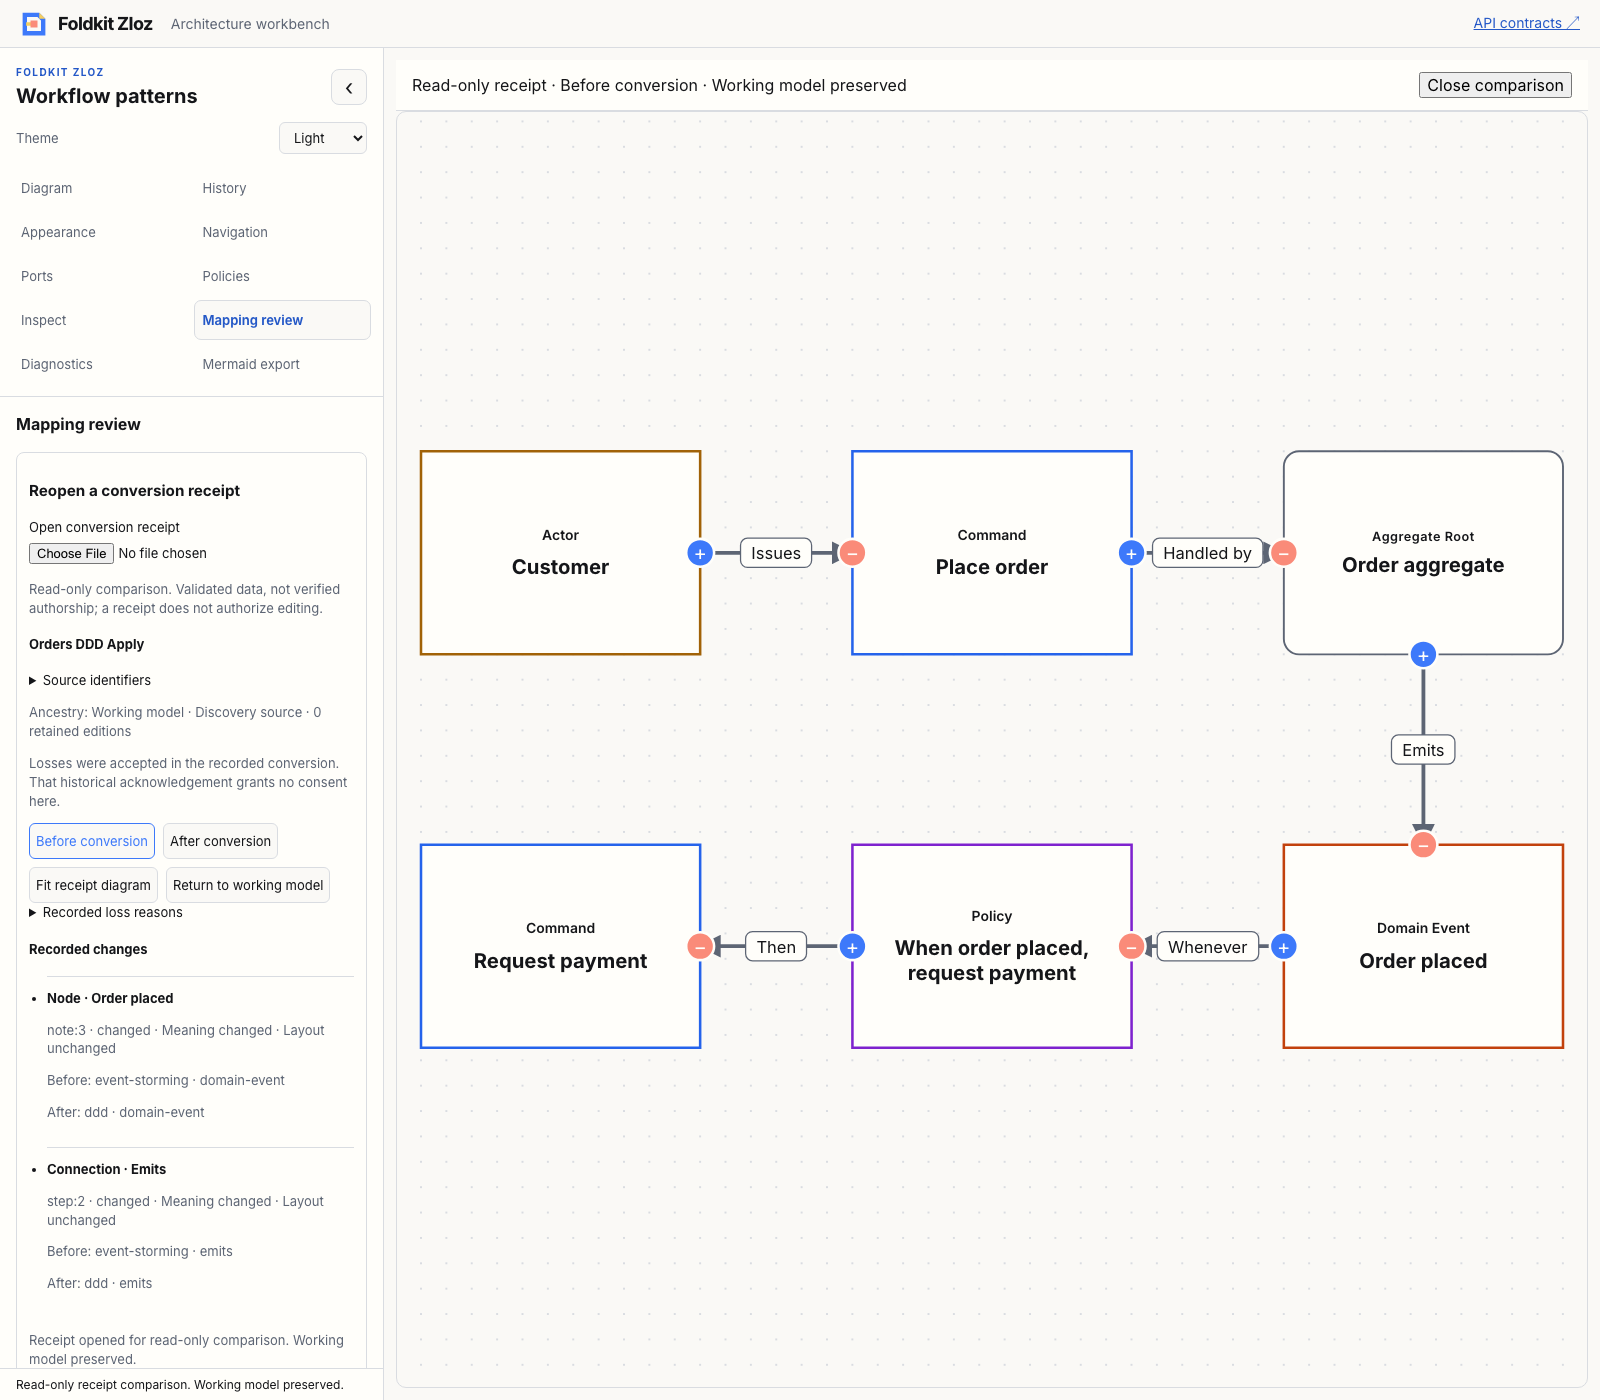 Foldkit Zloz
Architecture workbench
API contracts ↗
FOLDKIT ZLOZ
Workflow patterns
‹
Theme
Light
Diagram
History
Appearance
Navigation
Ports
Policies
Inspect
Mapping review
Diagnostics
Mermaid export
Mapping review
Reopen a conversion receipt
Open conversion receipt
Choose File No file chosen
Read-only comparison. Validated data, not verified
authorship; a receipt does not authorize editing.
Orders DDD Apply
▶ Source identifiers
Ancestry: Working model · Discovery source · 0
retained editions
Losses were accepted in the recorded conversion.
That historical acknowledgement grants no consent
here.
Before conversion
After conversion
Fit receipt diagram
Return to working model
▶ Recorded loss reasons
Recorded changes
• Node · Order placed
note:3 · changed · Meaning changed · Layout
unchanged
Before: event-storming · domain-event
After: ddd · domain-event
• Connection · Emits
step:2 · changed · Meaning changed · Layout
unchanged
Before: event-storming · emits
After: ddd · emits
Receipt opened for read-only comparison. Working
model preserved.
Read-only receipt comparison. Working model preserved.
Read-only receipt · Before conversion · Working model preserved
Close comparison
Actor
Customer
+
Issues
−
Command
Place order
+
Handled by
−
Aggregate Root
Order aggregate
+
Emits
−
Command
Request payment
−
Then
+
Policy
When order placed,
request payment
−
Whenever
+
Domain Event
Order placed